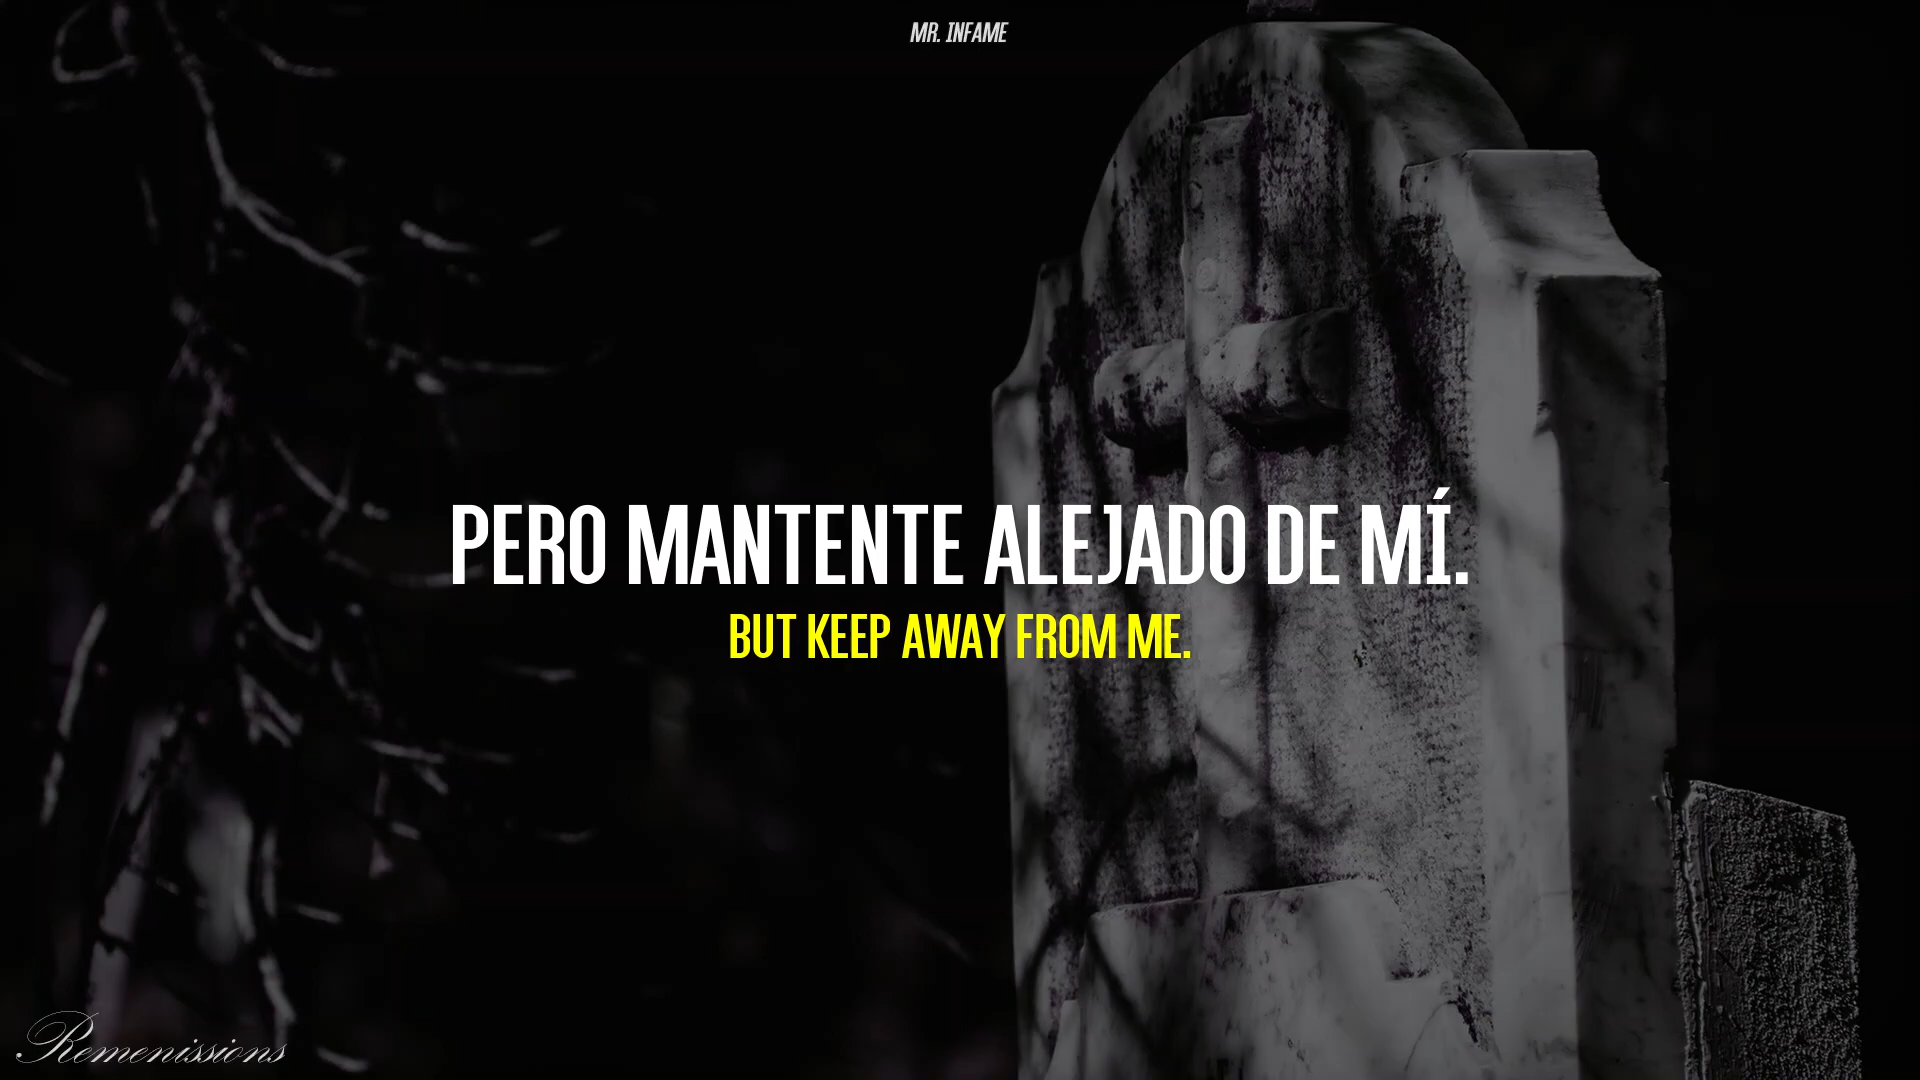 MR. INFAME
PERO MANTENTE ALEJADO DE MÍ.
BUT KEEP AWAY FROM ME.
Remenissions